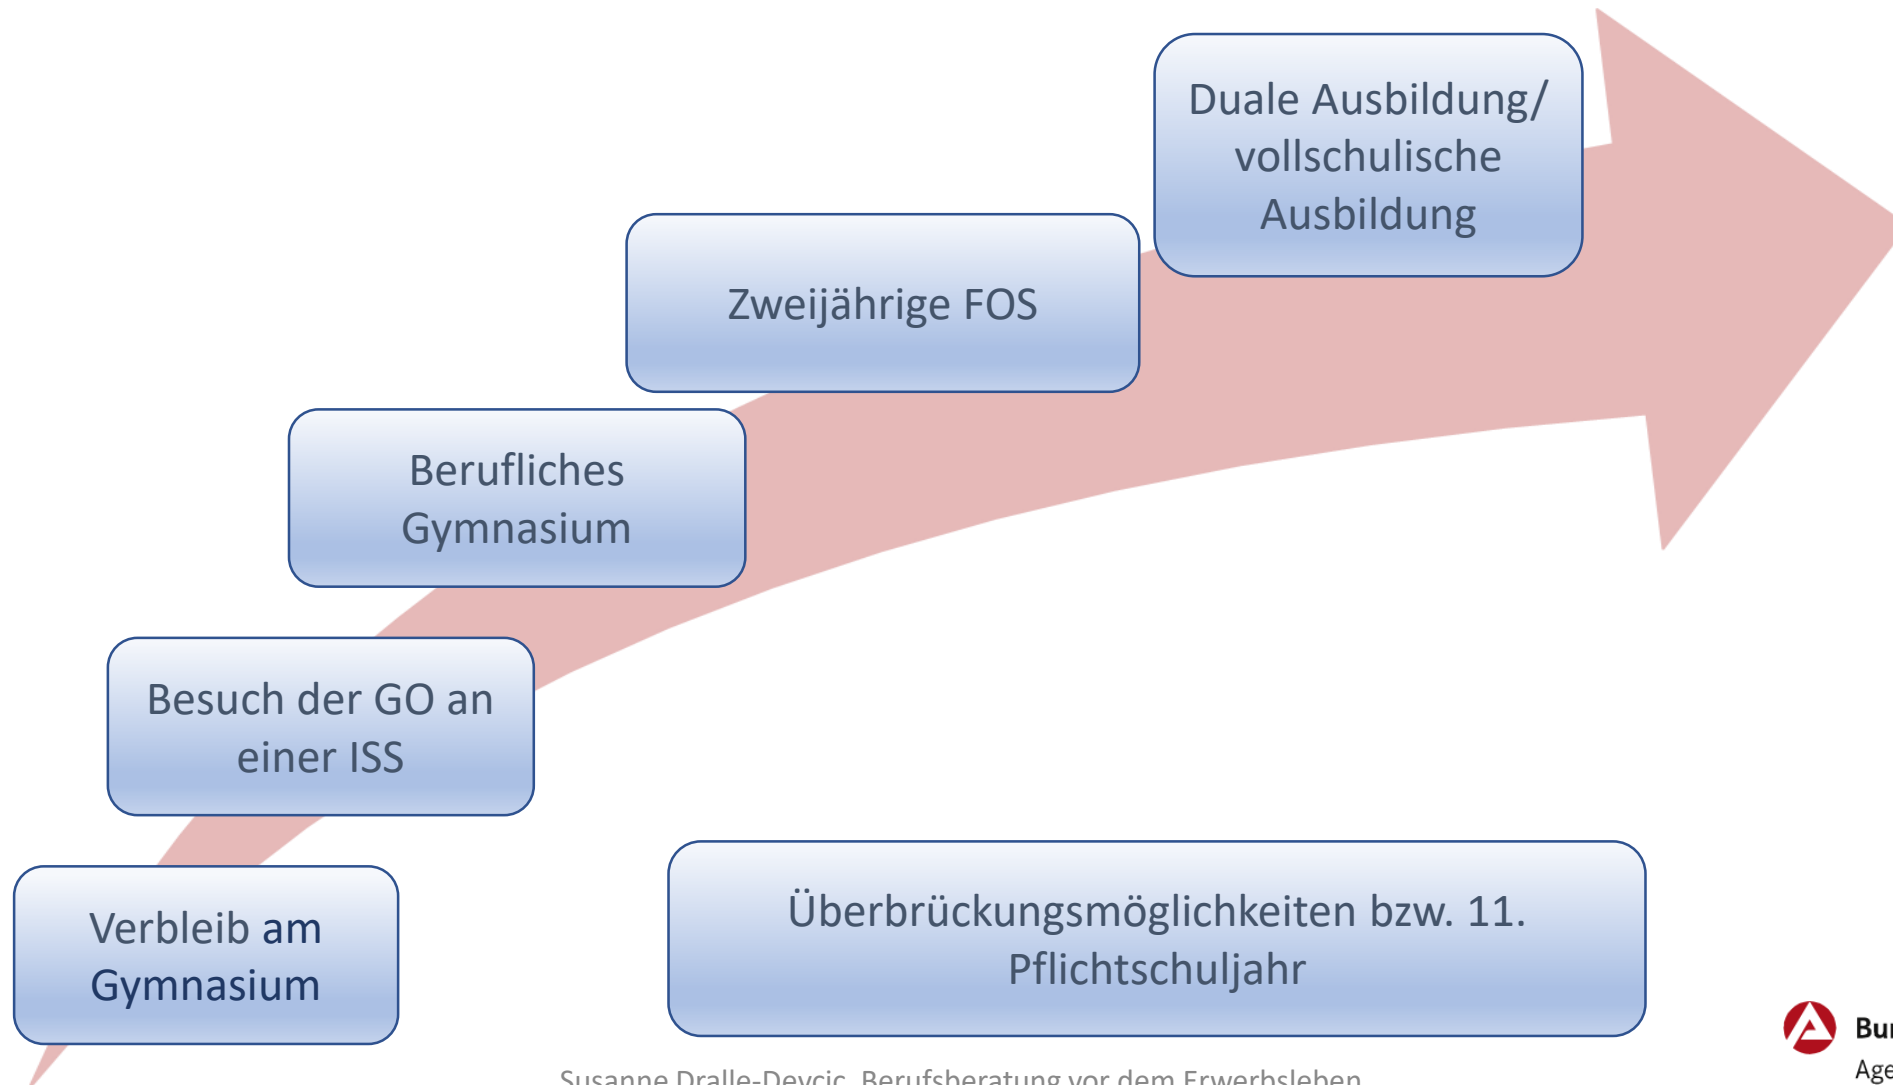 Duale Ausbildung/
vollschulische
Ausbildung
Zweijährige FOS
Berufliches
Gymnasium
Besuch der GO an
einer ISS
Verbleib am
Gymnasium
Überbrückungsmöglichkeiten bzw. 11.
Pflichtschuljahr
Susanne Dralle-Devcic, Berufsberatung vor dem Erwerbsleben